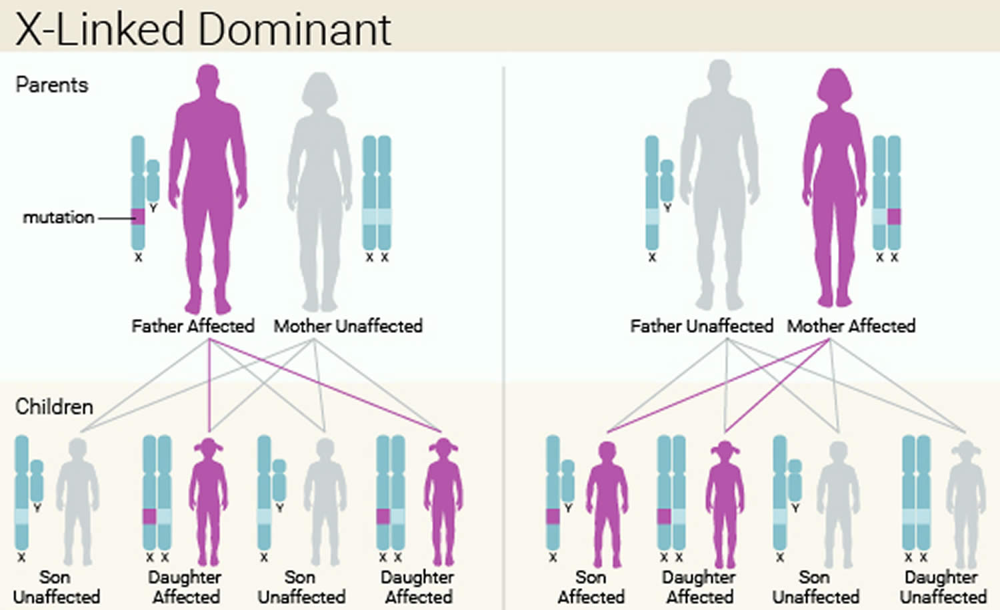 X-Linked Dominant
Parents
Y
Y
mutation
X
X X
X
X X
Father Affected
Mother Unaffected
Father Unaffected
Mother Affected
Children
Y
Y
Y
Y
X
X X
X
X X
X
X X
X
X X
Son
Unaffected
Daughter
Affected
Son
Unaffected
Daughter
Affected
Son
Affected
Daughter
Affected
Son
Unaffected
Daughter
Unaffected